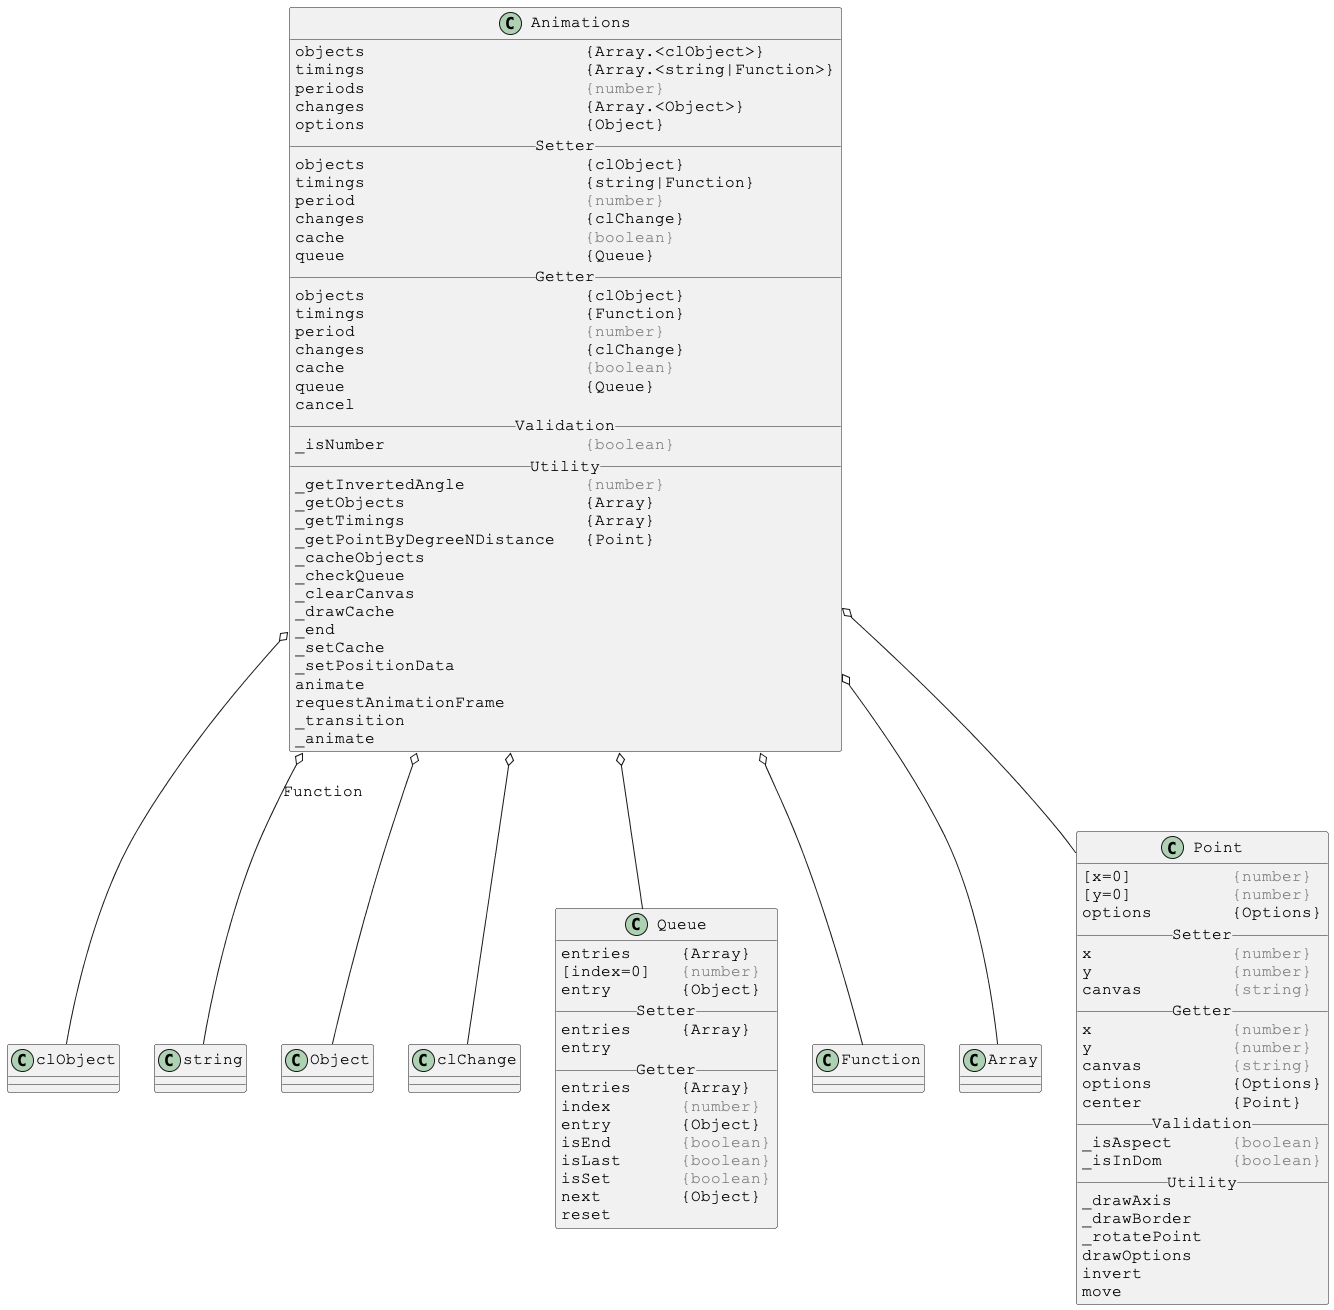 C Animations
objects {Array.<clObject>}
timings {Array.<string|Function>}
periods {number}
changes {Array.<Object>}
options {Object}
Setter
objects {clObject}
timings {string|Function}
period {number}
changes {clChange}
cache {boolean}
queue {Queue}
Getter
objects {clObject}
timings {Function}
period {number}
changes {clChange}
cache {boolean}
queue {Queue}
cancel
Validation
_isNumber {boolean}
Utility
_getInvertedAngle {number}
_getObjects {Array}
_getTimings {Array}
_getPointByDegreeNDistance {Point}
_cacheObjects
_checkQueue
_clearCanvas
_drawCache
_end
_setCache
_setPositionData
animate
requestAnimationFrame
_transition
_animate
Function
C clObject
C string
C Object
C clChange
C Queue
entries {Array}
[index=0] {number}
entry {Object}
Setter
entries {Array}
entry
Getter
entries {Array}
index {number}
entry {Object}
isEnd {boolean}
isLast {boolean}
isSet {boolean}
next {Object}
reset
C Function
C Array
C Point
[x=0] {number}
[y=0] {number}
options {Options}
Setter
x {number}
y {number}
canvas {string}
Getter
x {number}
y {number}
canvas {string}
options {Options}
center {Point}
Validation
_isAspect {boolean}
_isInDom {boolean}
Utility
_drawAxis
_drawBorder
_rotatePoint
drawOptions
invert
move